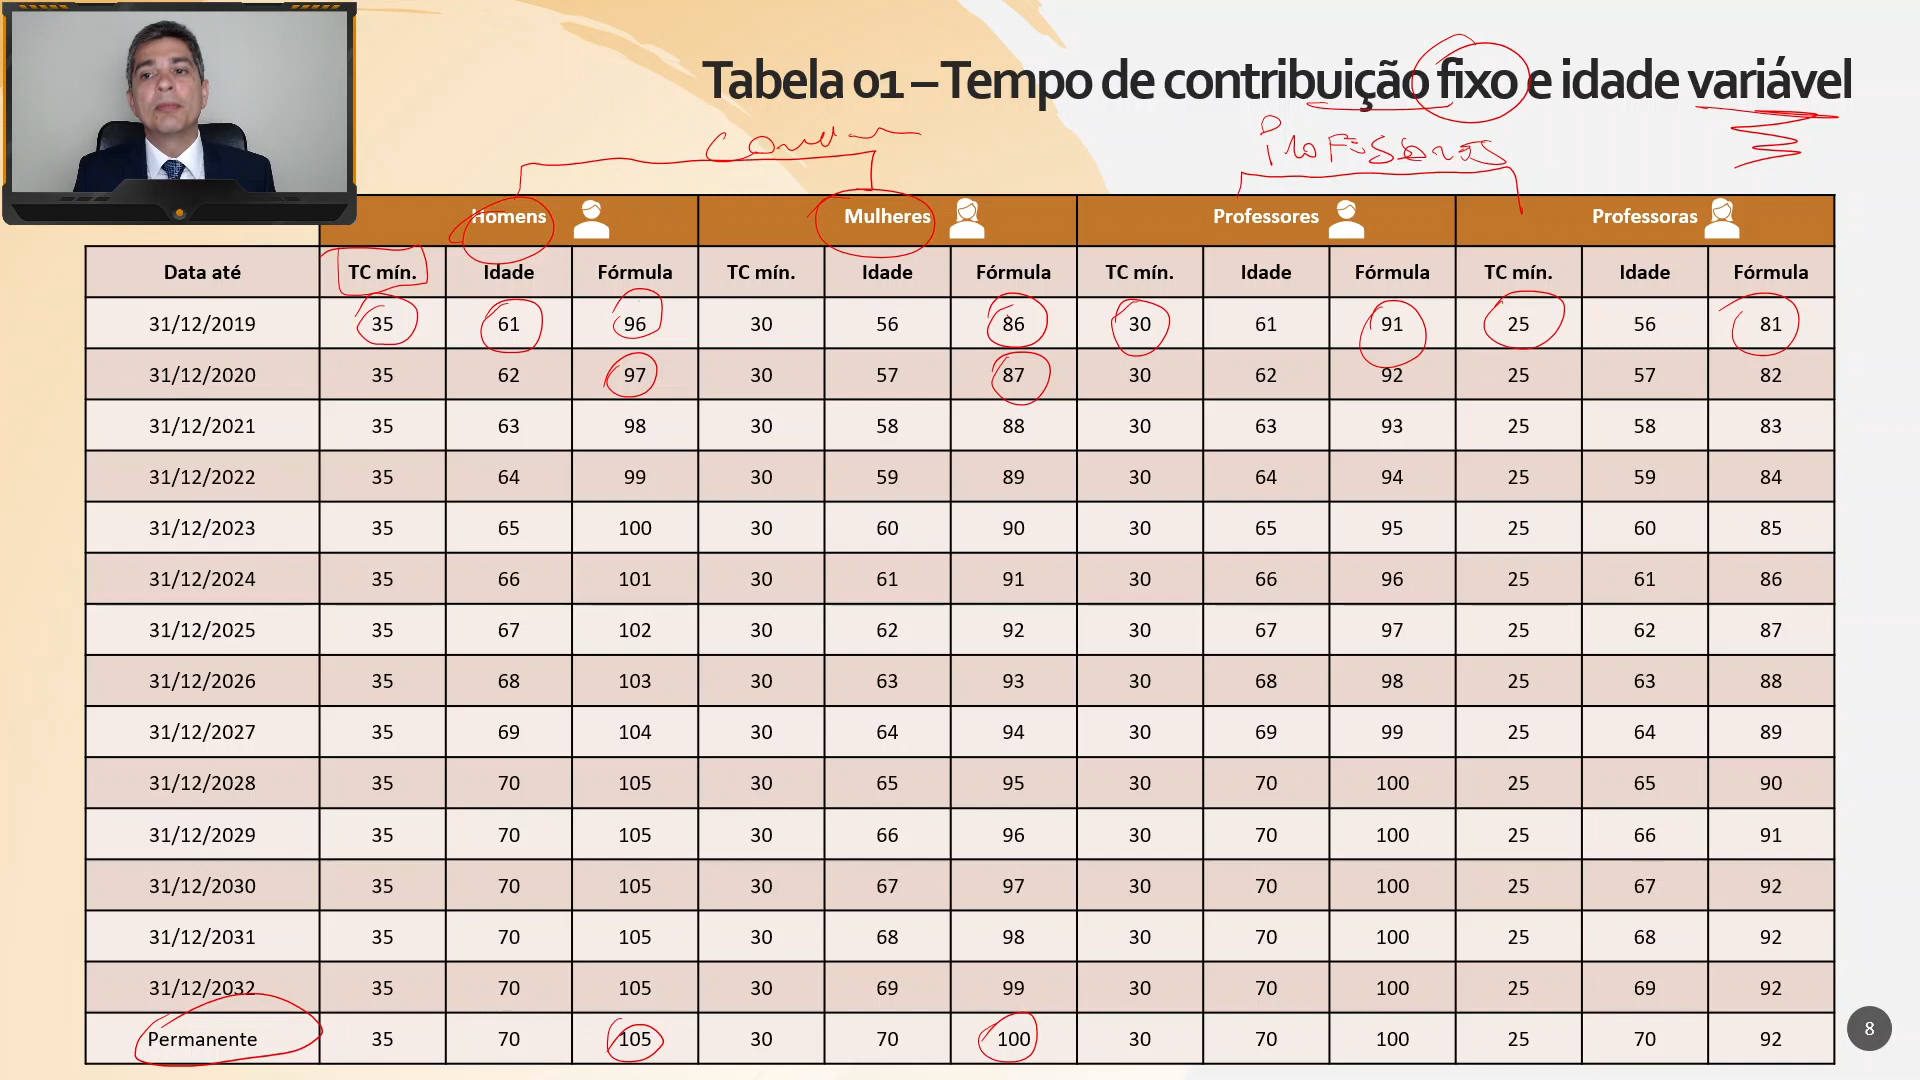 Tabela 01 – Tempo de contribuição fixo e idade variável
Professores
Homens Mulheres Professores Professoras
Data até TC mín. Idade Fórmula TC mín. Idade Fórmula TC mín. Idade Fórmula TC mín. Idade Fórmula
31/12/2019 35 61 96 30 56 86 30 61 91 25 56 81
31/12/2020 35 62 97 30 57 87 30 62 92 25 57 82
31/12/2021 35 63 98 30 58 88 30 63 93 25 58 83
31/12/2022 35 64 99 30 59 89 30 64 94 25 59 84
31/12/2023 35 65 100 30 60 90 30 65 95 25 60 85
31/12/2024 35 66 101 30 61 91 30 66 96 25 61 86
31/12/2025 35 67 102 30 62 92 30 67 97 25 62 87
31/12/2026 35 68 103 30 63 93 30 68 98 25 63 88
31/12/2027 35 69 104 30 64 94 30 69 99 25 64 89
31/12/2028 35 70 105 30 65 95 30 70 100 25 65 90
31/12/2029 35 70 105 30 66 96 30 70 100 25 66 91
31/12/2030 35 70 105 30 67 97 30 70 100 25 67 92
31/12/2031 35 70 105 30 68 98 30 70 100 25 68 92
31/12/2032 35 70 105 30 69 99 30 70 100 25 69 92
Permanente 35 70 105 30 70 100 30 70 100 25 70 92
8